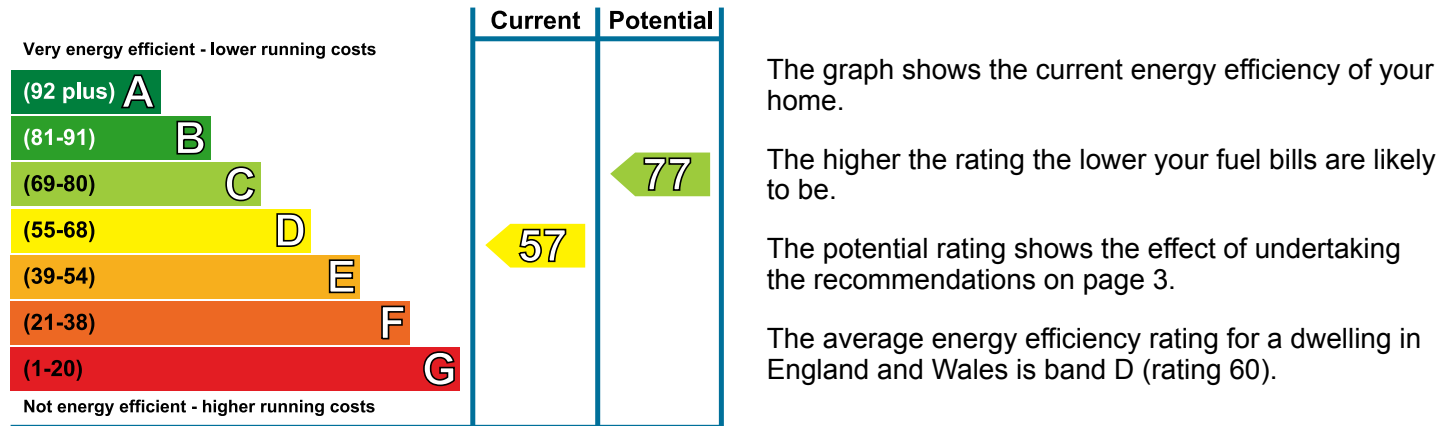 Current Potential
Very energy efficient - lower running costs
(92 plus) A
(81-91) B
(69-80) C
77
(55-68) D
57
(39-54) E
(21-38) F
(1-20) G
Not energy efficient - higher running costs
The graph shows the current energy efficiency of your
home.
The higher the rating the lower your fuel bills are likely
to be.
The potential rating shows the effect of undertaking
the recommendations on page 3.
The average energy efficiency rating for a dwelling in
England and Wales is band D (rating 60).